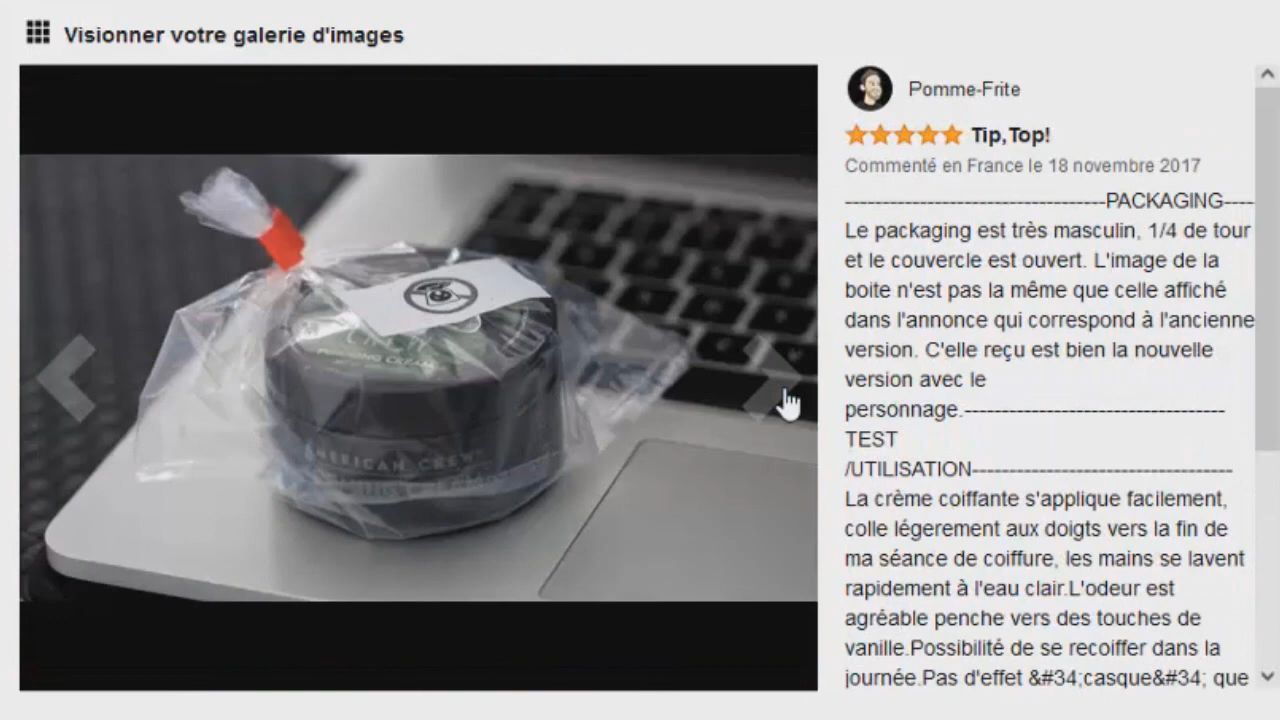 Visionner votre galerie d'images
Pomme-Frite
Tip,Top!
Commenté en France le 18 novembre 2017
-----------------------------------PACKAGING----
Le packaging est très masculin, 1/4 de tour
et le couvercle est ouvert. L'image de la
boite n'est pas la même que celle affiché
dans l'annonce qui correspond à l'ancienne
version. C'elle reçu est bien la nouvelle
version avec le
personnage.-----------------------------------
TEST
/UTILISATION-----------------------------------
La crème coiffante s'applique facilement,
colle légerement aux doigts vers la fin de
ma séance de coiffure, les mains se lavent
rapidement à l'eau clair.L'odeur est
agréable penche vers des touches de
vanille.Possibilité de se recoiffer dans la
journée.Pas d'effet &#34;casque&#34; que
CREAM
AMERICAN CREW